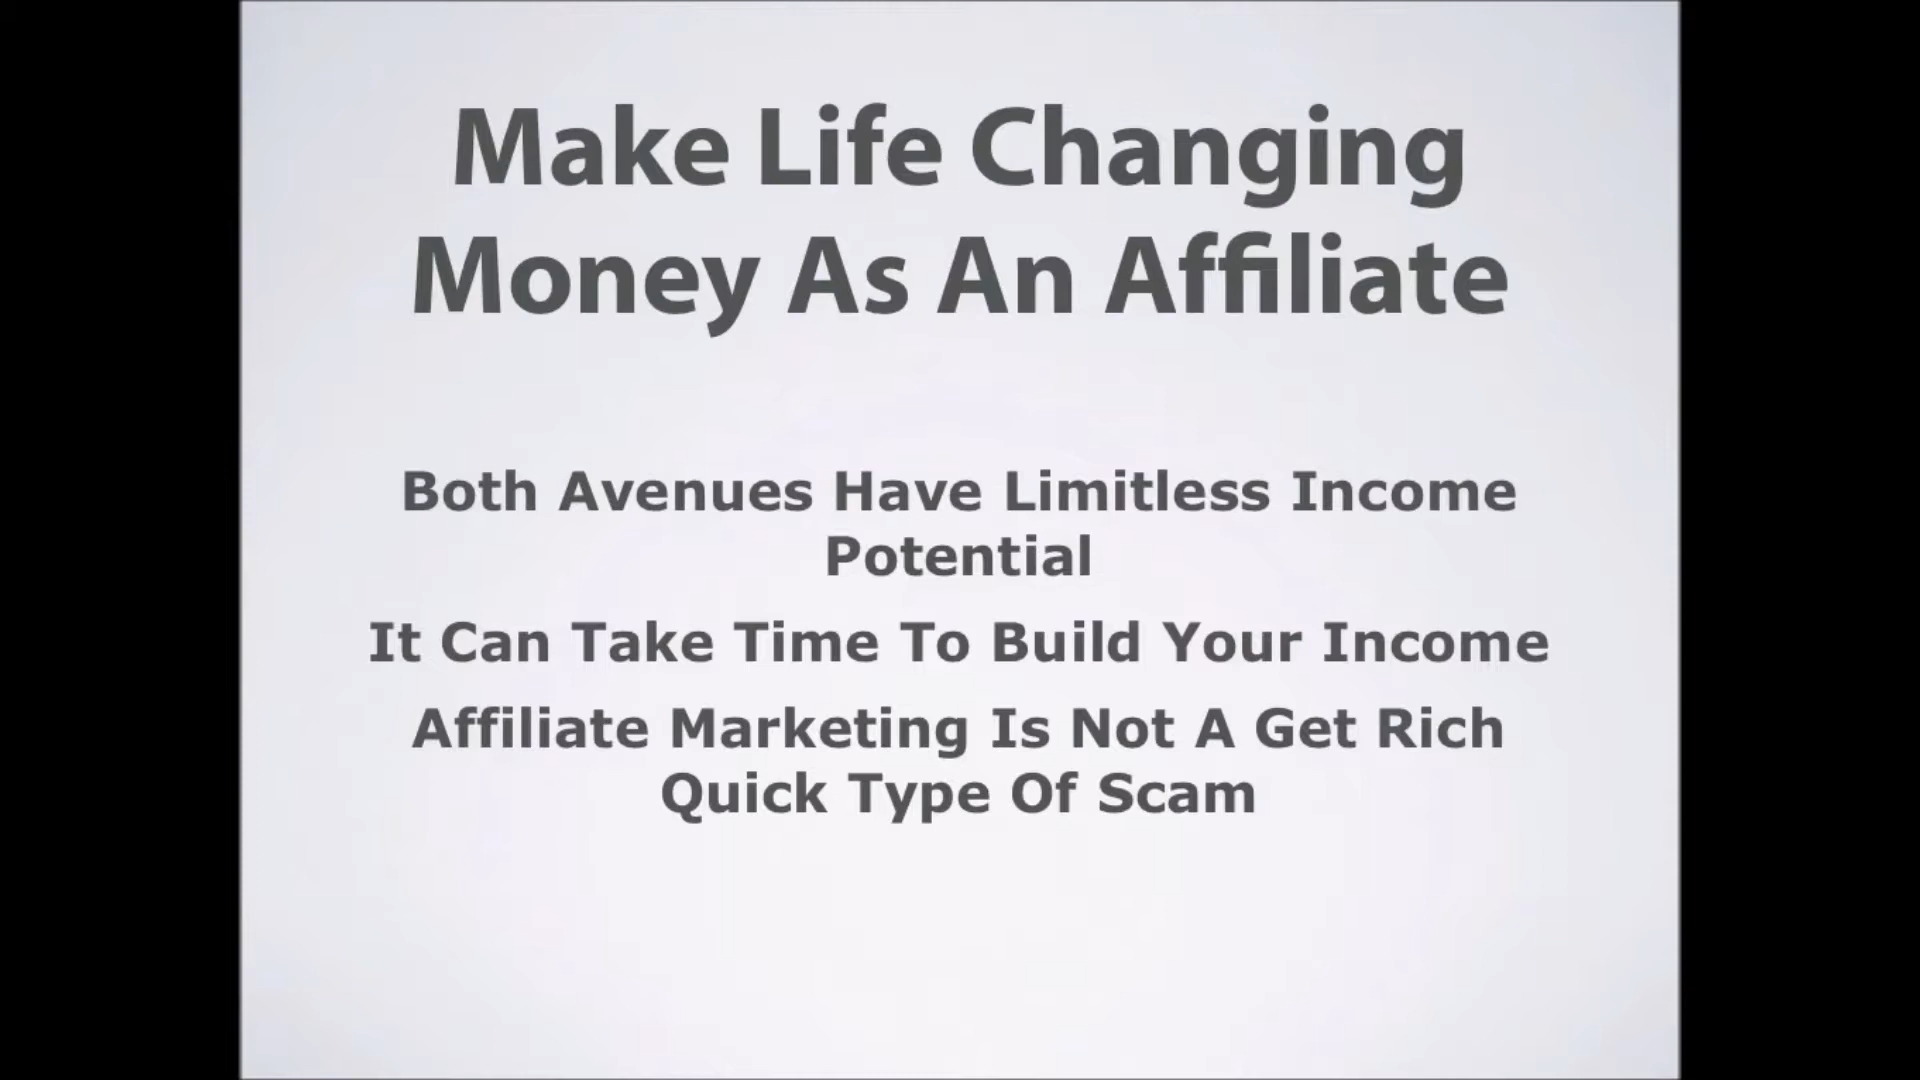 Make Life Changing
Money As An Affiliate
Both Avenues Have Limitless Income
Potential
It Can Take Time To Build Your Income
Affiliate Marketing Is Not A Get Rich
Quick Type Of Scam